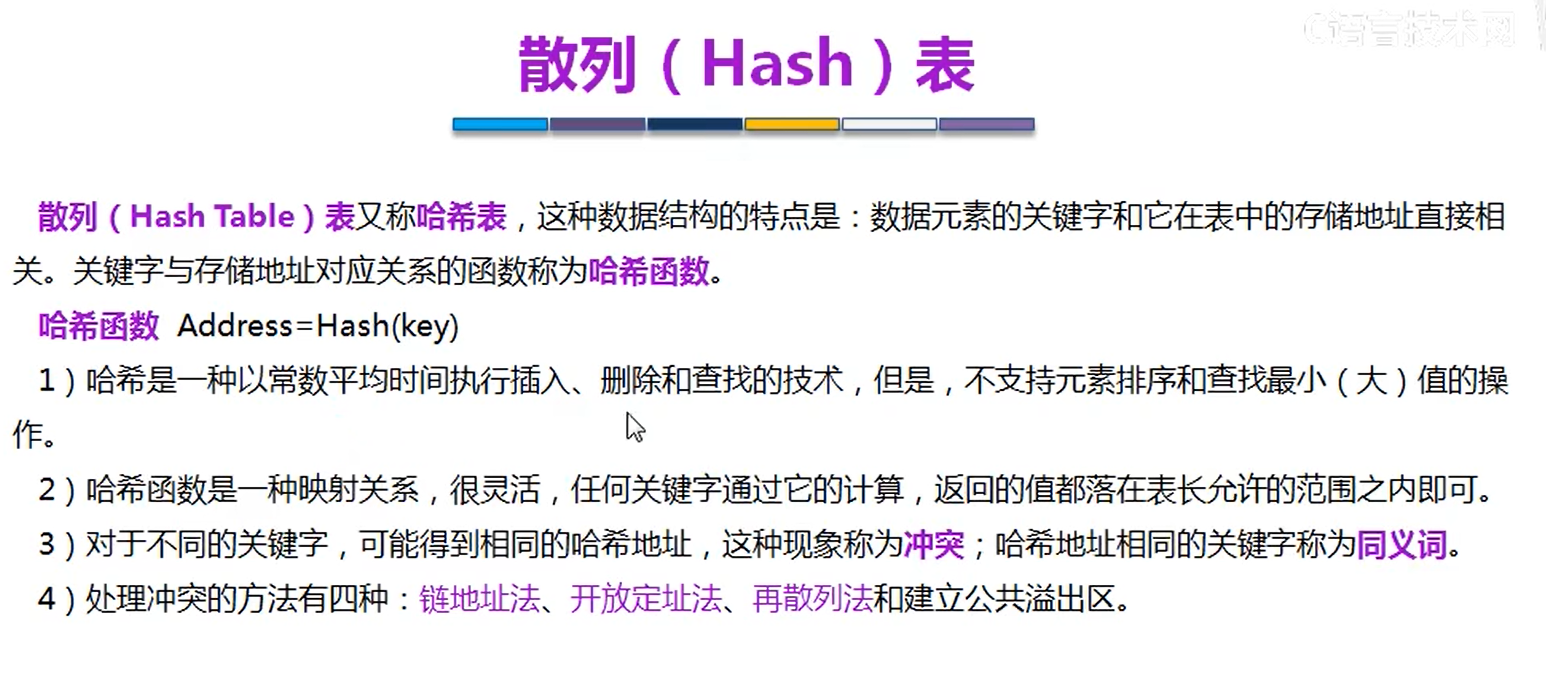 C语言技术网
散列（Hash）表
散列（Hash Table）表又称哈希表，这种数据结构的特点是：数据元素的关键字和它在表中的存储地址直接相
关。关键字与存储地址对应关系的函数称为哈希函数。
哈希函数 Address=Hash(key)
1）哈希是一种以常数平均时间执行插入、删除和查找的技术，但是，不支持元素排序和查找最小（大）值的操
作。
2）哈希函数是一种映射关系，很灵活，任何关键字通过它的计算，返回的值都落在表长允许的范围之内即可。
3）对于不同的关键字，可能得到相同的哈希地址，这种现象称为冲突；哈希地址相同的关键字称为同义词。
4）处理冲突的方法有四种：链地址法、开放定址法、再散列法和建立公共溢出区。